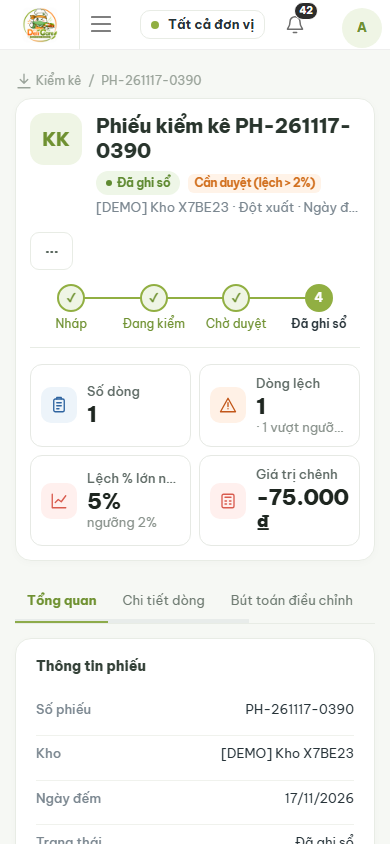 Tất cả đơn vị
42
A
Kiểm kê / PH-261117-0390
KK
Phiếu kiểm kê PH-261117-
0390
Đã ghi sổ
Cần duyệt (lệch > 2%)
[DEMO] Kho X7BE23 · Đột xuất · Ngày đ...
...
4
Nháp
Đang kiểm
Chờ duyệt
Đã ghi sổ
Số dòng
1
Dòng lệch
1
· 1 vượt ngưỡ...
Lệch % lớn n...
5%
ngưỡng 2%
Giá trị chênh
-75.000
₫
Tổng quan
Chi tiết dòng
Bút toán điều chỉnh
Thông tin phiếu
Số phiếu
PH-261117-0390
Kho
[DEMO] Kho X7BE23
Ngày đếm
17/11/2026
Trạng thái
Đã ghi sổ